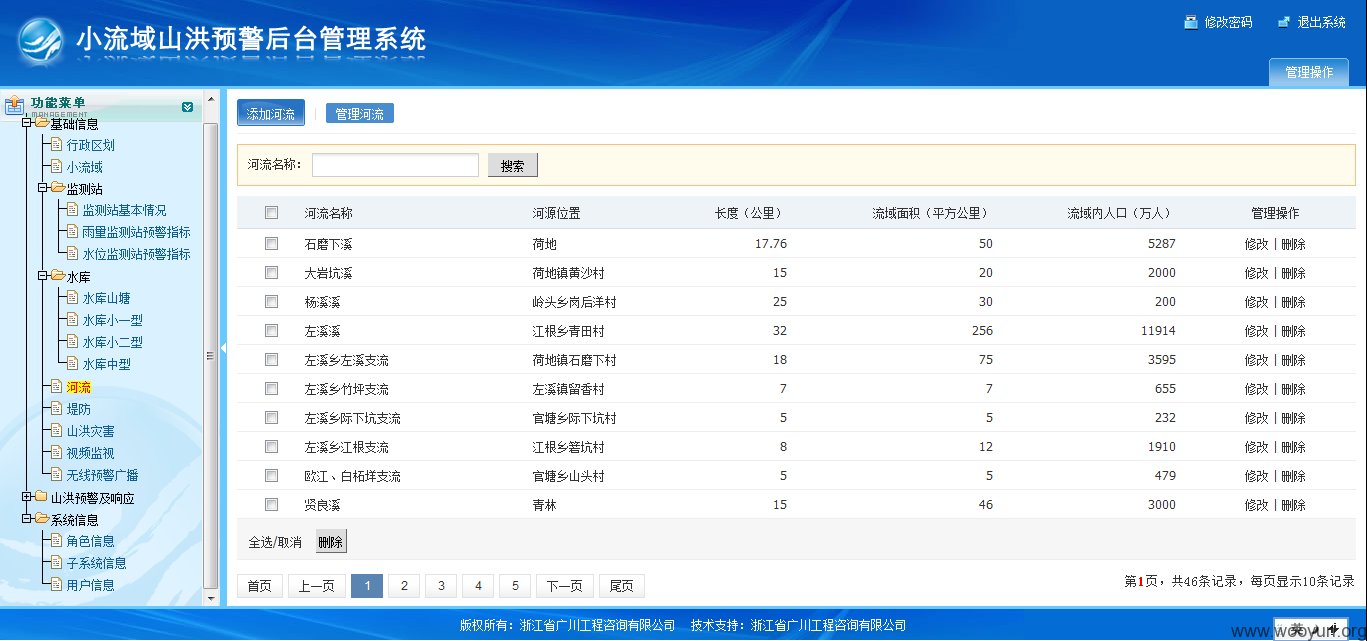 小流域山洪预警后台管理系统
修改密码 退出系统
管理操作
功能菜单
MANAGEMENT
基础信息
行政区划
小流域
监测站
监测站基本情况
雨量监测站预警指标
水位监测站预警指标
水库
水库山塘
水库小一型
水库小二型
水库中型
河流
堤防
山洪灾害
视频监视
无线预警广播
山洪预警及响应
系统信息
角色信息
子系统信息
用户信息
添加河流 | 管理河流
河流名称： 搜索
河流名称 河源位置 长度（公里） 流域面积（平方公里） 流域内人口（万人） 管理操作
石磨下溪 荷地 17.76 50 5287 修改 | 删除
大岩坑溪 荷地镇黄沙村 15 20 2000 修改 | 删除
杨溪溪 岭头乡岗后洋村 25 30 200 修改 | 删除
左溪溪 江根乡青田村 32 256 11914 修改 | 删除
左溪乡左溪支流 荷地镇石磨下村 18 75 3595 修改 | 删除
左溪乡竹坪支流 左溪镇留香村 7 7 655 修改 | 删除
左溪乡际下坑支流 官塘乡际下坑村 5 5 232 修改 | 删除
左溪乡江根支流 江根乡箬坑村 8 12 1910 修改 | 删除
欧江、白柘垟支流 官塘乡山头村 5 5 479 修改 | 删除
贤良溪 青林 15 46 3000 修改 | 删除
全选/取消 删除
首页 上一页 1 2 3 4 5 下一页 尾页
第1页，共46条记录，每页显示10条记录
版权所有：浙江省广川工程咨询有限公司 技术支持：浙江省广川工程咨询有限公司
英
www.wooyun.org